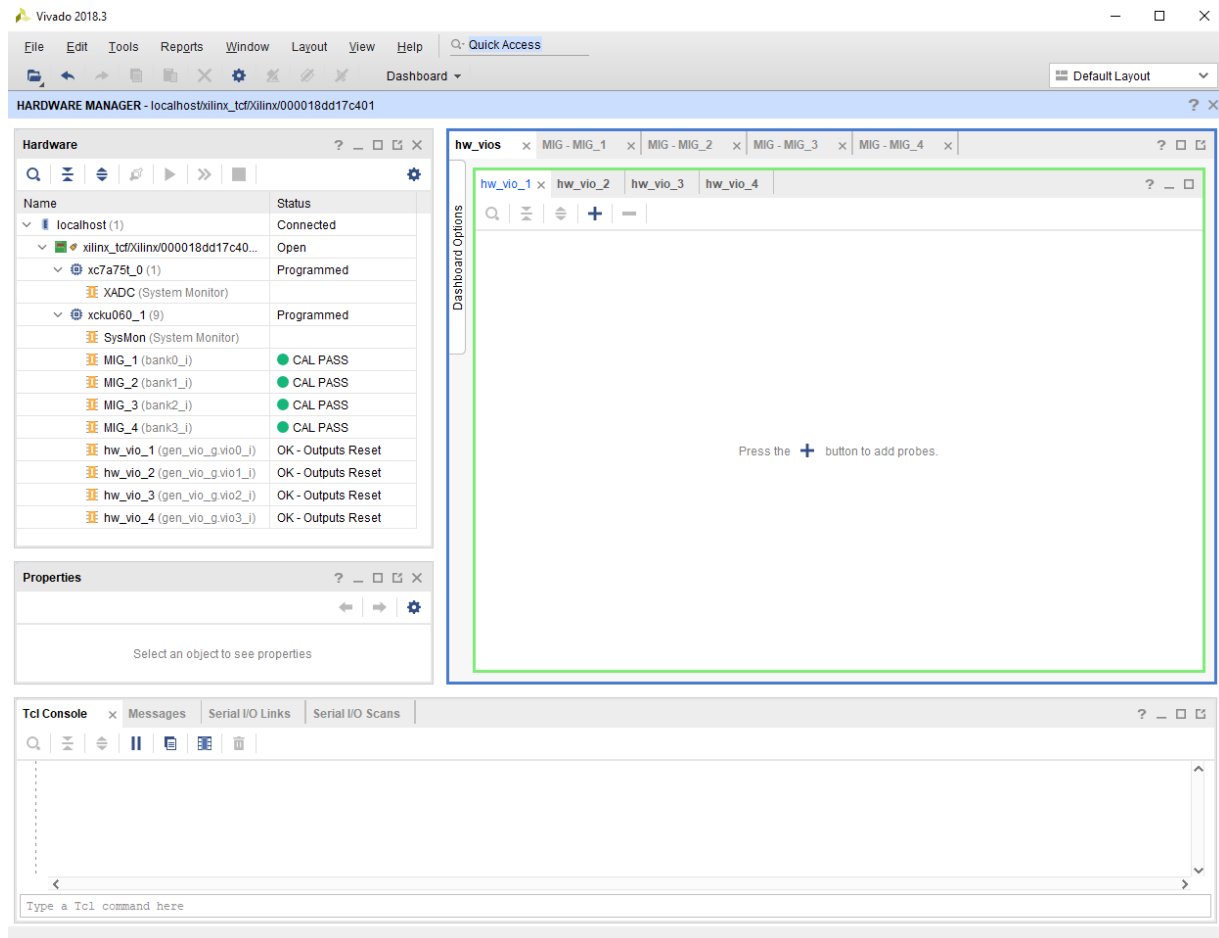 Vivado 2018.3
File Edit Tools Reports Window Layout View Help Quick Access
Dashboard Default Layout
HARDWARE MANAGER - localhost/xilinx_tcf/Xilinx/000018dd17c401
Hardware
Name Status
localhost (1) Connected
xilinx_tcf/Xilinx/000018dd17c40... Open
xc7a75t_0 (1) Programmed
XADC (System Monitor)
xcku060_1 (9) Programmed
SysMon (System Monitor)
MIG_1 (bank0_i) CAL PASS
MIG_2 (bank1_i) CAL PASS
MIG_3 (bank2_i) CAL PASS
MIG_4 (bank3_i) CAL PASS
hw_vio_1 (gen_vio_g.vio0_i) OK - Outputs Reset
hw_vio_2 (gen_vio_g.vio1_i) OK - Outputs Reset
hw_vio_3 (gen_vio_g.vio2_i) OK - Outputs Reset
hw_vio_4 (gen_vio_g.vio3_i) OK - Outputs Reset
Properties
Select an object to see properties
hw_vios MIG - MIG_1 MIG - MIG_2 MIG - MIG_3 MIG - MIG_4
Dashboard Options
hw_vio_1 hw_vio_2 hw_vio_3 hw_vio_4
Press the + button to add probes.
Tcl Console Messages Serial I/O Links Serial I/O Scans
Type a Tcl command here